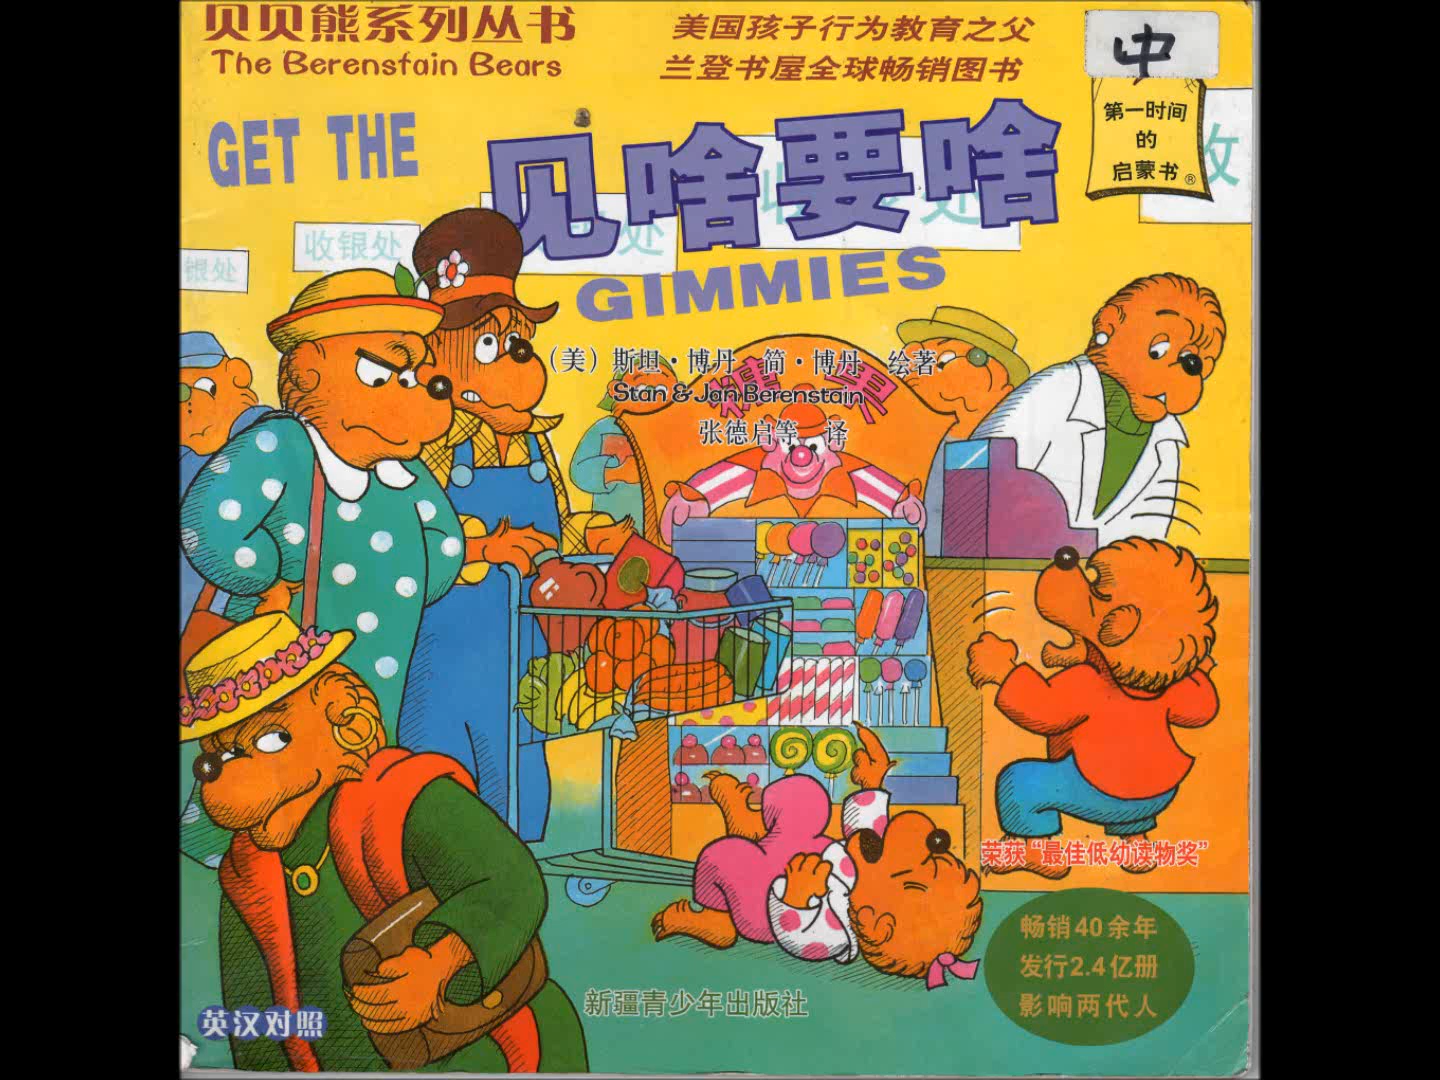 贝贝熊系列丛书
The Berenstain Bears
美国孩子行为教育之父
兰登书屋全球畅销图书
中
第一时间
的
启蒙书®
GET THE
见啥要啥
GIMMIES
收银处
银处
处
收
处
收
(美)斯坦·博丹 简·博丹 绘著
Stan & Jan Berenstain
张德启等 译
糖
荣获“最佳低幼读物奖”
畅销40余年
发行2.4亿册
影响两代人
新疆青少年出版社
英汉对照